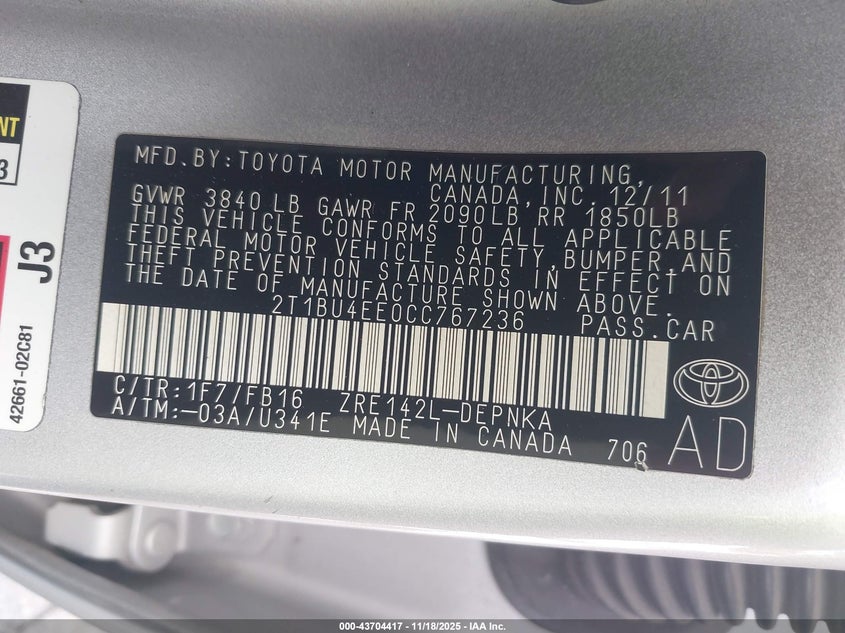 NT
3
J3
42661-02C81
MFD.BY:TOYOTA MOTOR MANUFACTURING,
CANADA,INC. 12/11
GVWR 3840 LB GAWR FR 2090LB,RR 1850LB
THIS VEHICLE CONFORMS TO ALL APPLICABLE
FEDERAL MOTOR VEHICLE SAFETY,BUMPER,AND
THEFT PREVENTION STANDARDS IN EFFECT ON
THE DATE OF MANUFACTURE SHOWN ABOVE.
2T1BU4EE0CC767236 PASS.CAR
C/TR:1F7/FB16 ZRE142L-DEPNKA
A/TM:-03A/U341E MADE IN CANADA 706
AD
000-43704417 - 11/18/2025 - IAA Inc.